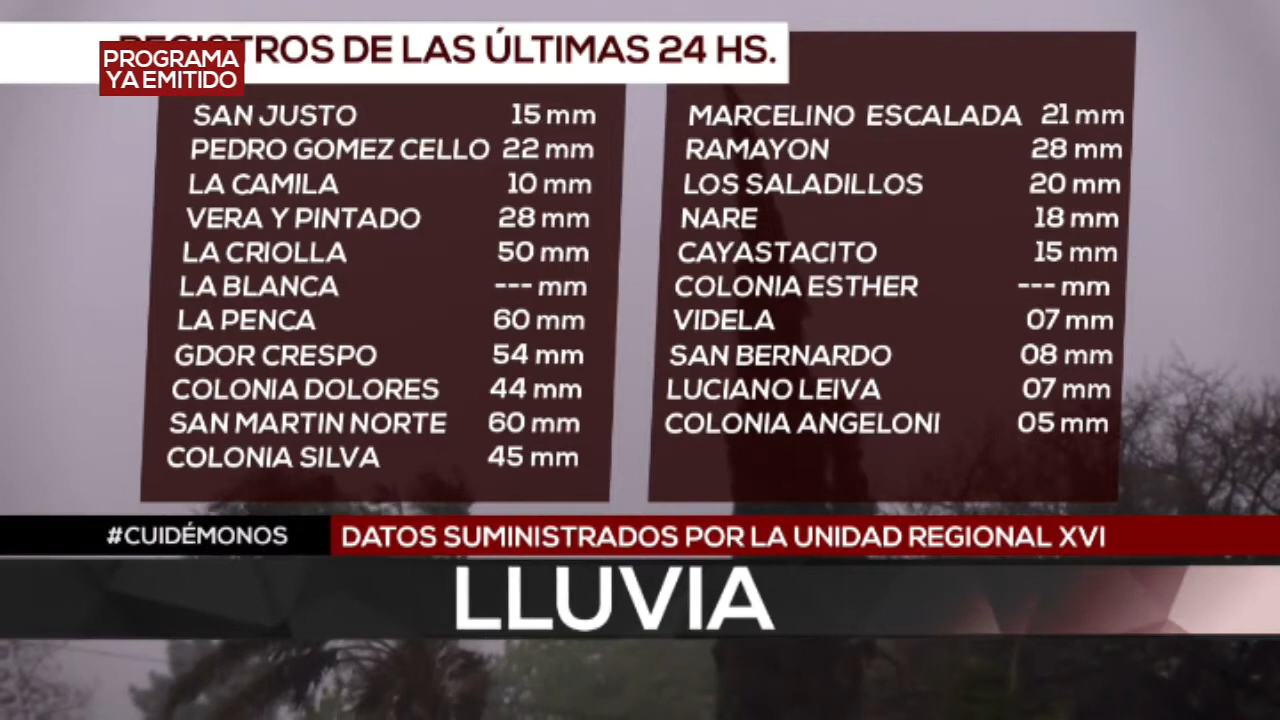 PROGRAMA
YA EMITIDO
REGISTROS DE LAS ÚLTIMAS 24 HS.
SAN JUSTO 15 mm
PEDRO GOMEZ CELLO 22 mm
LA CAMILA 10 mm
VERA Y PINTADO 28 mm
LA CRIOLLA 50 mm
LA BLANCA --- mm
LA PENCA 60 mm
GDOR CRESPO 54 mm
COLONIA DOLORES 44 mm
SAN MARTIN NORTE 60 mm
COLONIA SILVA 45 mm
MARCELINO ESCALADA 21 mm
RAMAYON 28 mm
LOS SALADILLOS 20 mm
NARE 18 mm
CAYASTACITO 15 mm
COLONIA ESTHER --- mm
VIDELA 07 mm
SAN BERNARDO 08 mm
LUCIANO LEIVA 07 mm
COLONIA ANGELONI 05 mm
#CUIDÉMONOS
DATOS SUMINISTRADOS POR LA UNIDAD REGIONAL XVI
LLUVIA